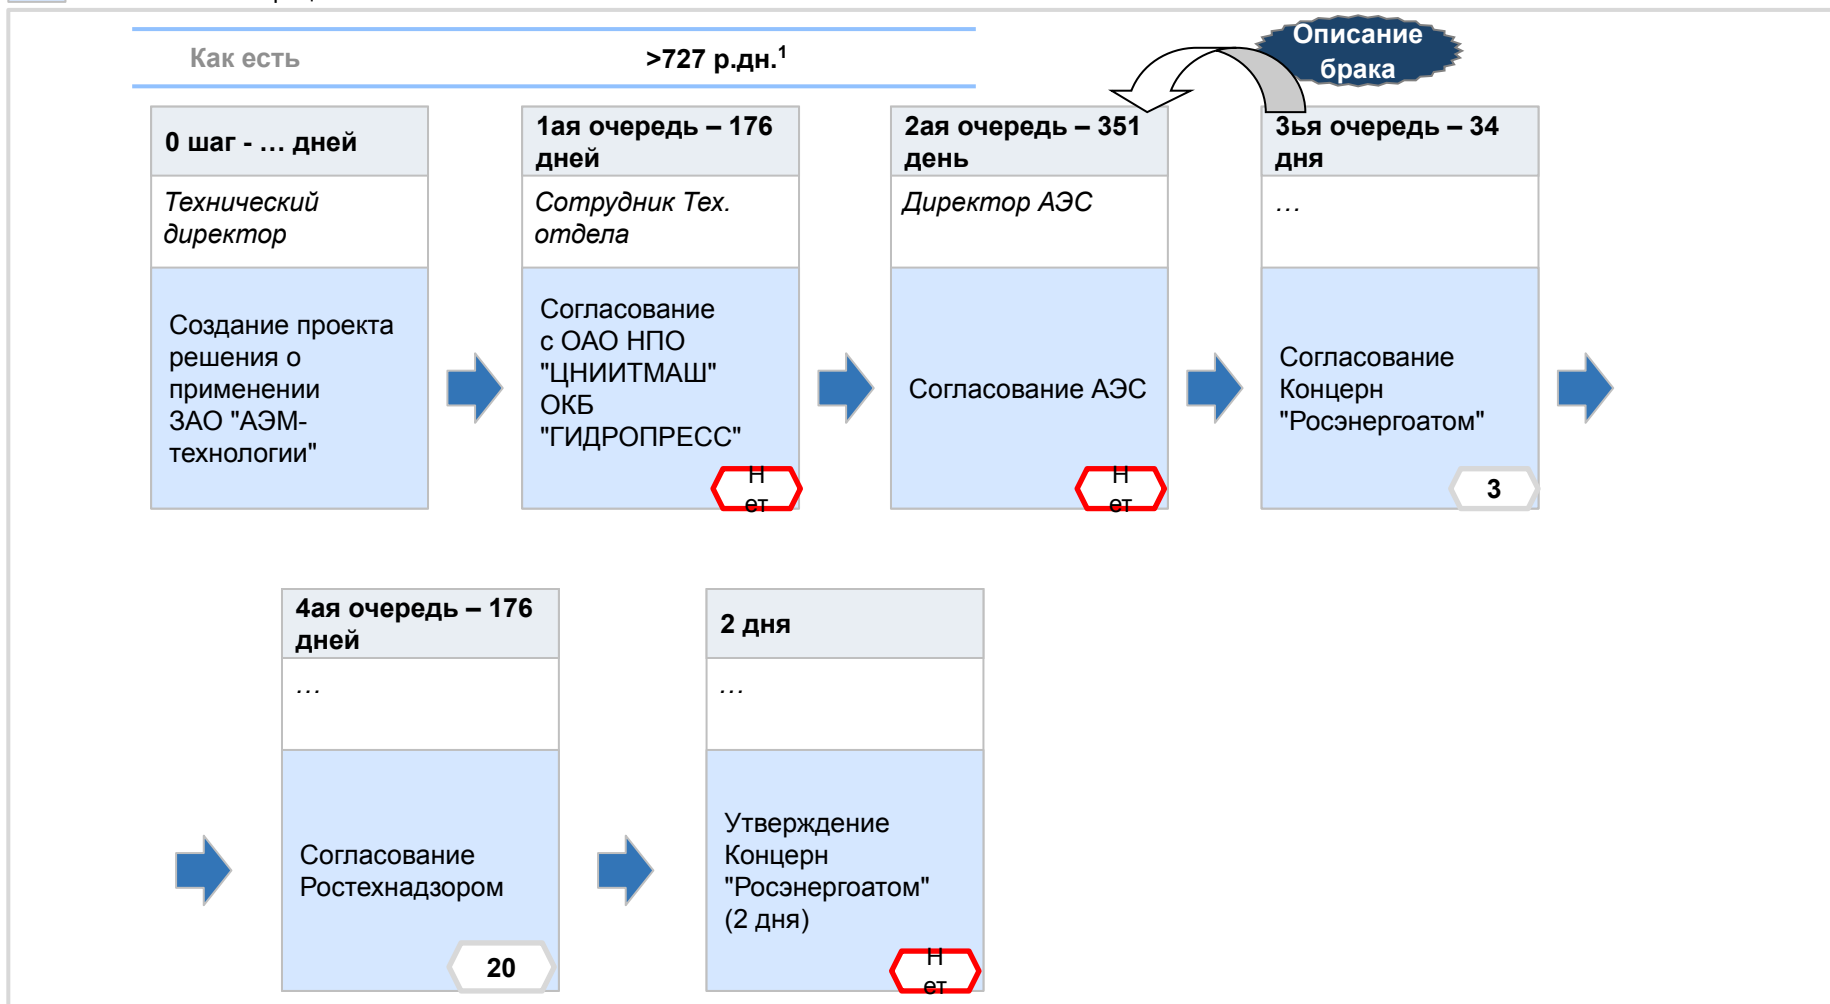 Как есть
>727 р.дн.1
Описание
брака
0 шаг - … дней
Технический
директор
Создание проекта
решения о
применении
ЗАО "АЭМ-
технологии"
1ая очередь – 176
дней
Сотрудник Тех.
отдела
Согласование
с ОАО НПО
"ЦНИИТМАШ"
ОКБ
"ГИДРОПРЕСС"
Н
ет
2ая очередь – 351
день
Директор АЭС
Согласование АЭС
Н
ет
3ья очередь – 34
дня
…
Согласование
Концерн
"Росэнергоатом"
3
4ая очередь – 176
дней
…
Согласование
Ростехнадзором
20
2 дня
…
Утверждение
Концерн
"Росэнергоатом"
(2 дня)
Н
ет